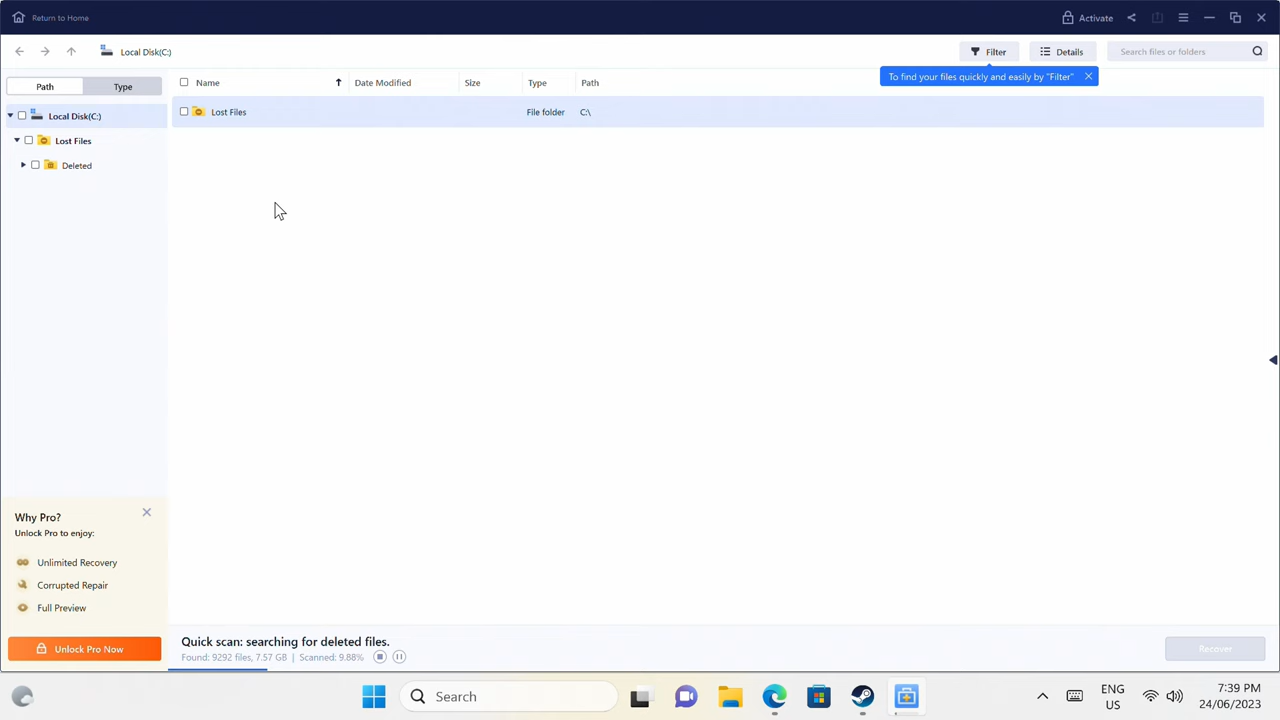 Return to Home
Activate
Local Disk(C:)
Filter
Details
Search files or folders
To find your files quickly and easily by "Filter"
Path
Type
Name
Date Modified
Size
Type
Path
Local Disk(C:)
Lost Files
Deleted
Lost Files
File folder
C:\
Why Pro?
Unlock Pro to enjoy:
Unlimited Recovery
Corrupted Repair
Full Preview
Unlock Pro Now
Quick scan: searching for deleted files.
Found: 9292 files, 7.57 GB | Scanned: 9.88%
Recover
Search
ENG
US
7:39 PM
24/06/2023